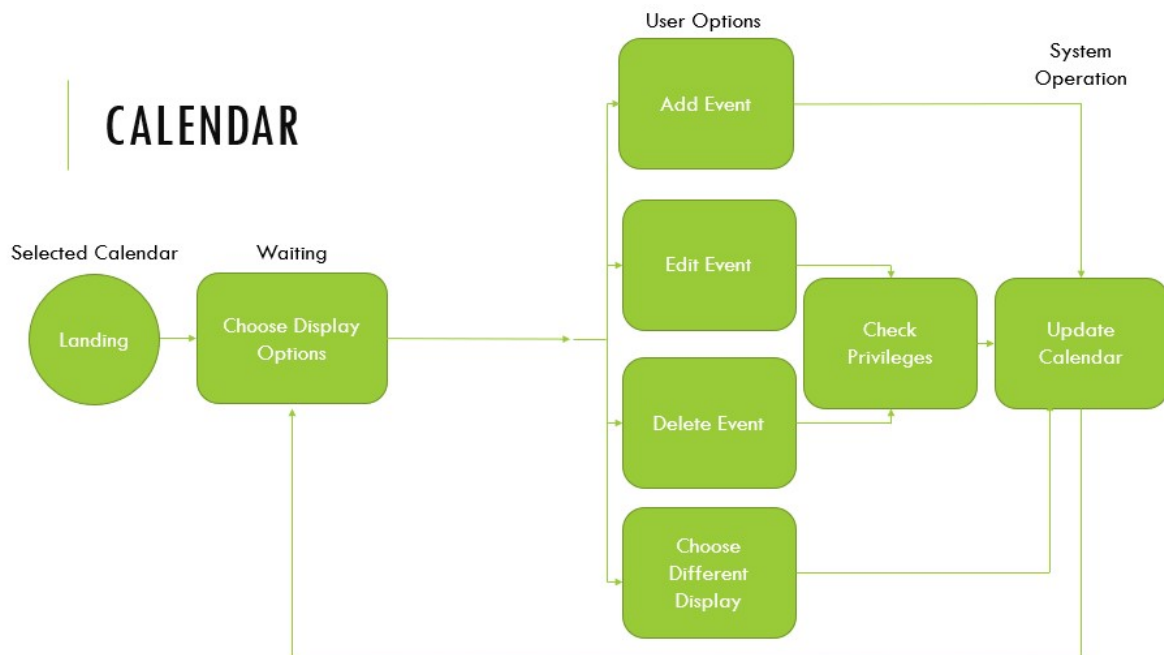 User Options
System
Operation
CALENDAR
Add Event
Selected Calendar
Waiting
Landing
Choose Display
Options
Edit Event
Check
Privileges
Update
Calendar
Delete Event
Choose
Different
Display